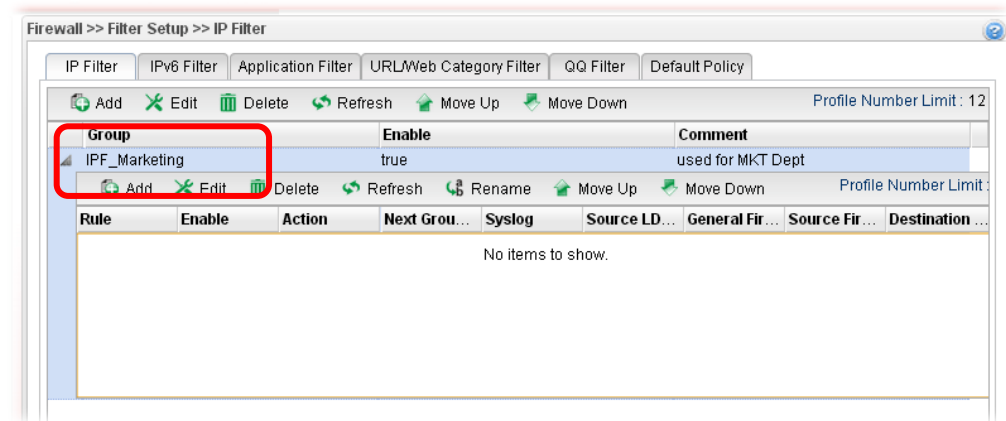 Firewall >> Filter Setup >> IP Filter
IP Filter IPv6 Filter Application Filter URL/Web Category Filter QQ Filter Default Policy
Add Edit Delete Refresh Move Up Move Down Profile Number Limit : 12
Group Enable Comment
IPF_Marketing true used for MKT Dept
Add Edit Delete Refresh Rename Move Up Move Down Profile Number Limit :
Rule Enable Action Next Grou... Syslog Source LD... General Fir... Source Fir... Destination ...
No items to show.